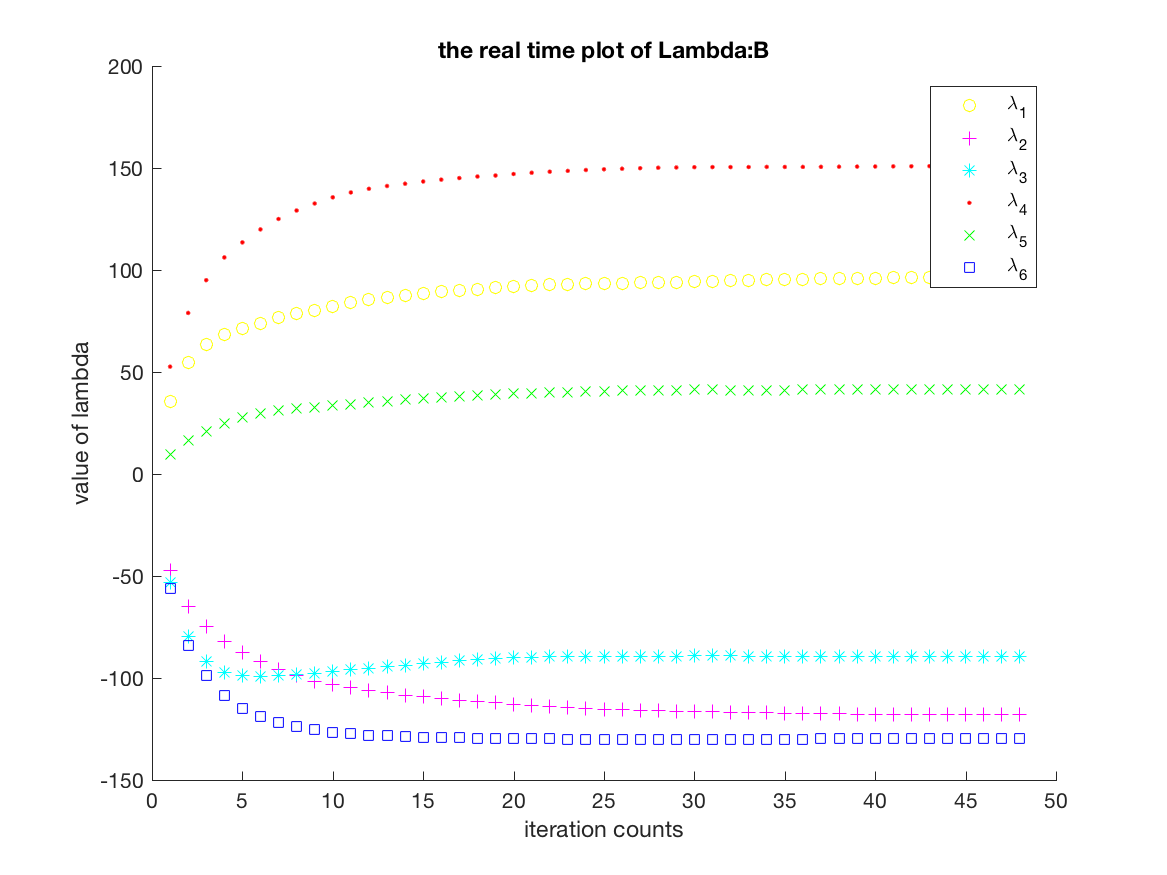 the real time plot of Lambda:B
200
150
100
50
0
-50
-100
-150
value of lambda
0 5 10 15 20 25 30 35 40 45 50
iteration counts
λ1
λ2
λ3
λ4
λ5
λ6